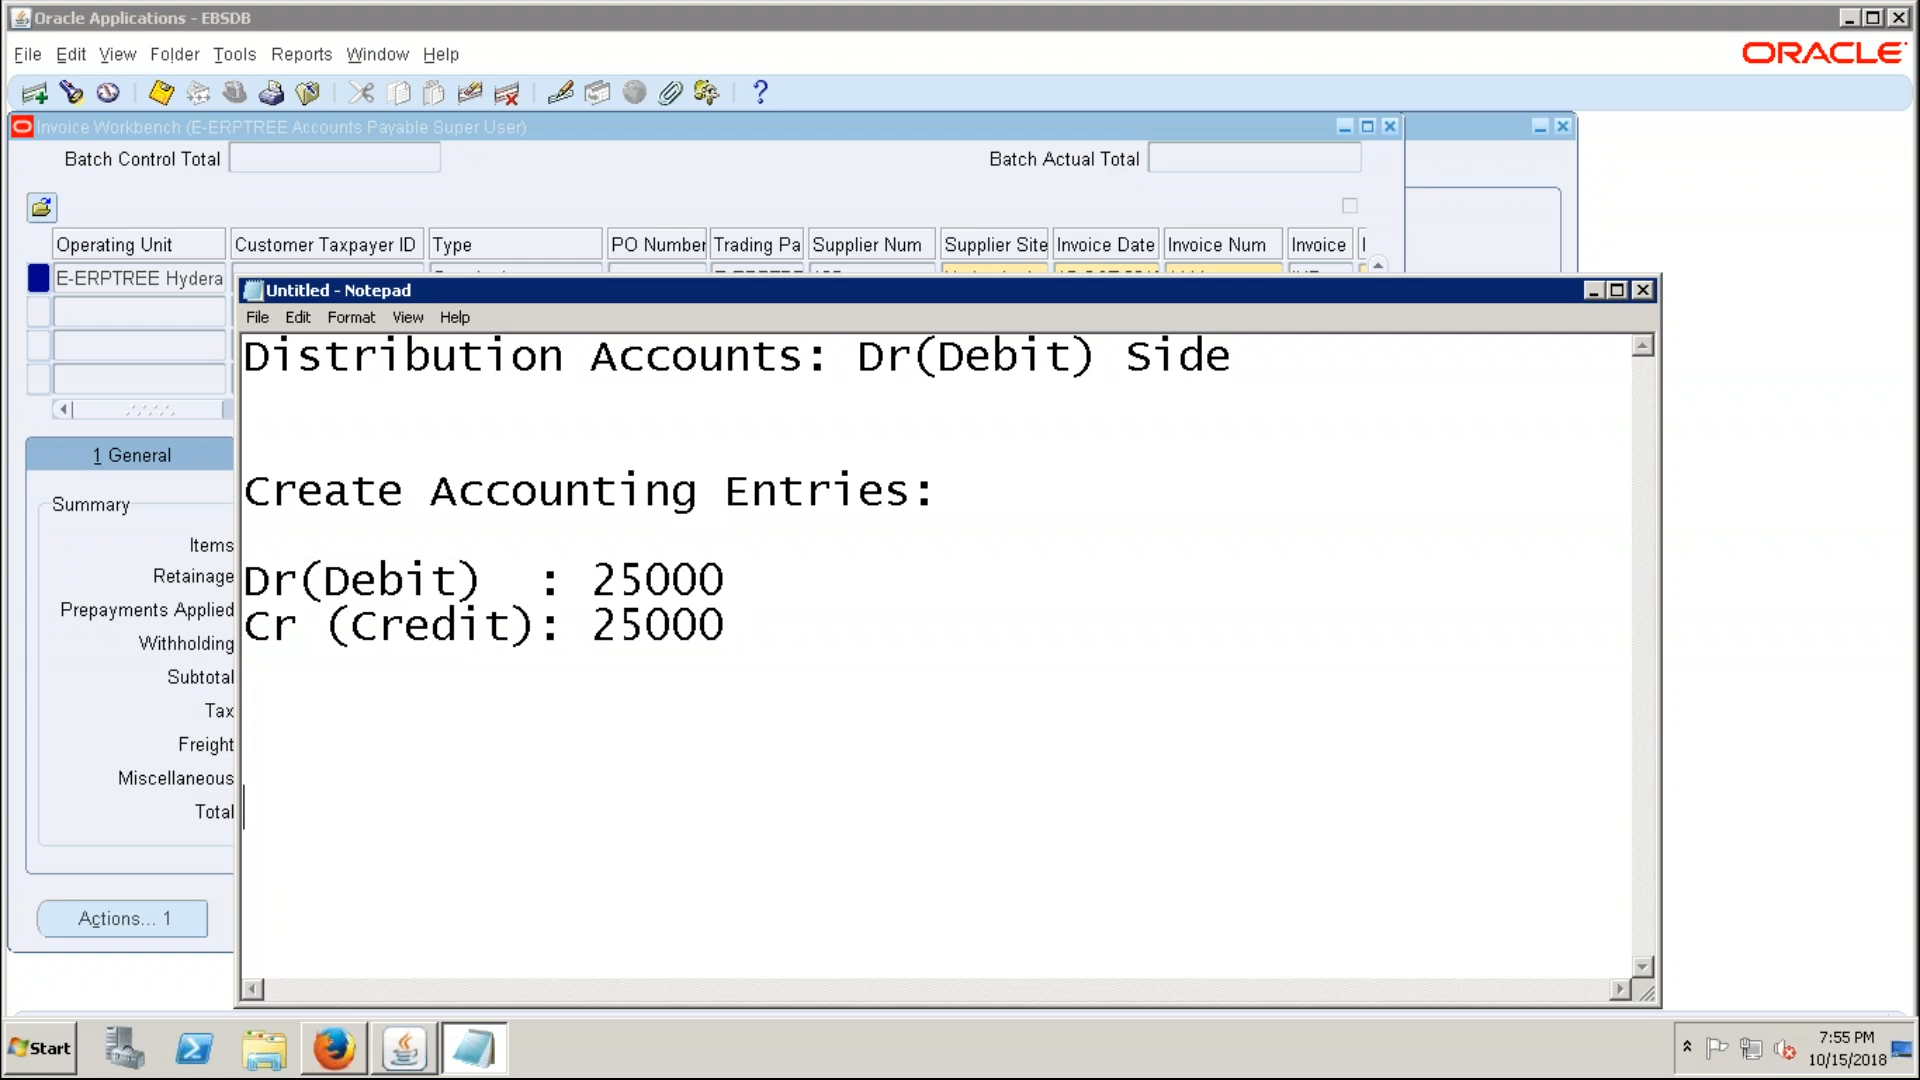 Oracle Applications - EBSDB
File Edit View Folder Tools Reports Window Help
ORACLE
Invoice Workbench (E-ERPTREE Accounts Payable Super User)
Batch Control Total
Batch Actual Total
Operating Unit Customer Taxpayer ID Type PO Number Trading Pa Supplier Num Supplier Site Invoice Date Invoice Num Invoice
E-ERPTREE Hydera
Untitled - Notepad
File Edit Format View Help
Distribution Accounts: Dr(Debit) Side
Create Accounting Entries:
Dr(Debit) : 25000
Cr (Credit): 25000
1 General
Summary
Items
Retainage
Prepayments Applied
Withholding
Subtotal
Tax
Freight
Miscellaneous
Total
Actions... 1
Start
7:55 PM
10/15/2018